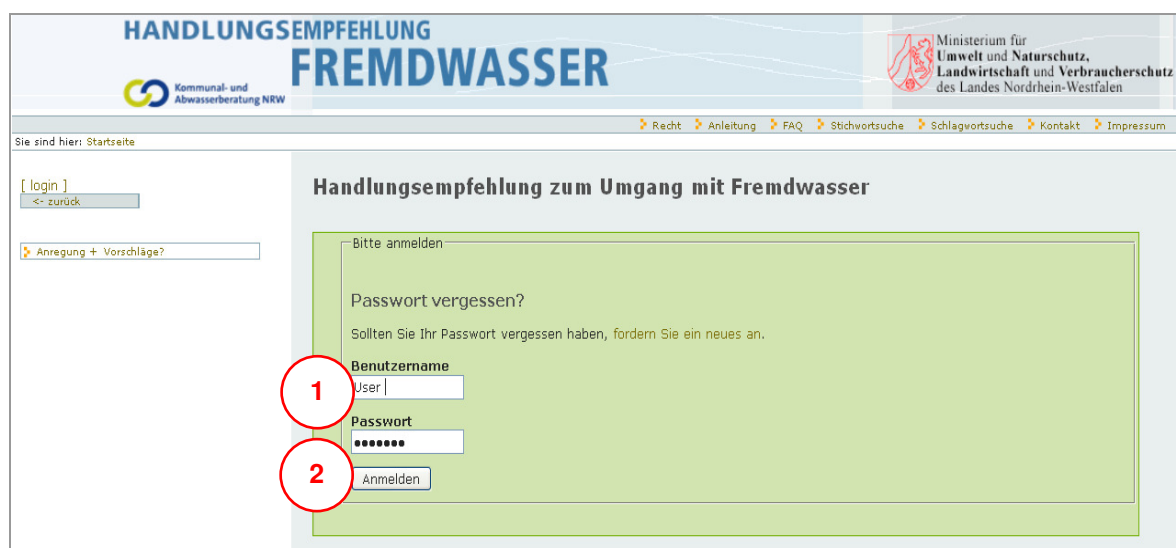 HANDLUNGSEMPFEHLUNG
FREMDWASSER
Kommunal- und
Abwasserberatung NRW
Ministerium für
Umwelt und Naturschutz,
Landwirtschaft und Verbraucherschutz
des Landes Nordrhein-Westfalen
Recht Anleitung FAQ Stichwortsuche Schlagwortsuche Kontakt Impressum
Sie sind hier: Startseite
[ login ]
<- zurück
Anregung + Vorschläge?
Handlungsempfehlung zum Umgang mit Fremdwasser
Bitte anmelden
Passwort vergessen?
Sollten Sie Ihr Passwort vergessen haben, fordern Sie ein neues an.
Benutzername
1 User
Passwort
•••••••
2 Anmelden